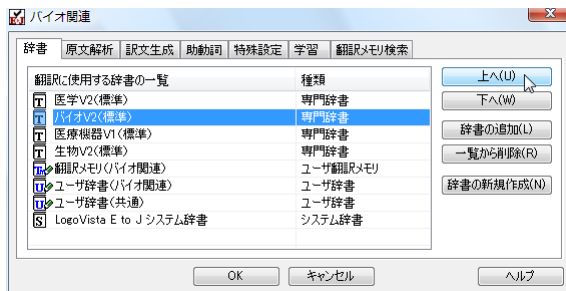 バイオ関連
辞書 原文解析 訳文生成 助動詞 特殊設定 学習 翻訳メモリ検索
翻訳に使用する辞書の一覧 種類
医学V2(標準) 専門辞書
バイオV2(標準) 専門辞書
医療機器V1(標準) 専門辞書
生物V2(標準) 専門辞書
翻訳メモリ(バイオ関連) ユーザ翻訳メモリ
ユーザ辞書(バイオ関連) ユーザ辞書
ユーザ辞書(共通) ユーザ辞書
LogoVista E to J システム辞書 システム辞書
上へ(U)
下へ(W)
辞書の追加(L)
一覧から削除(R)
辞書の新規作成(N)
OK キャンセル ヘルプ